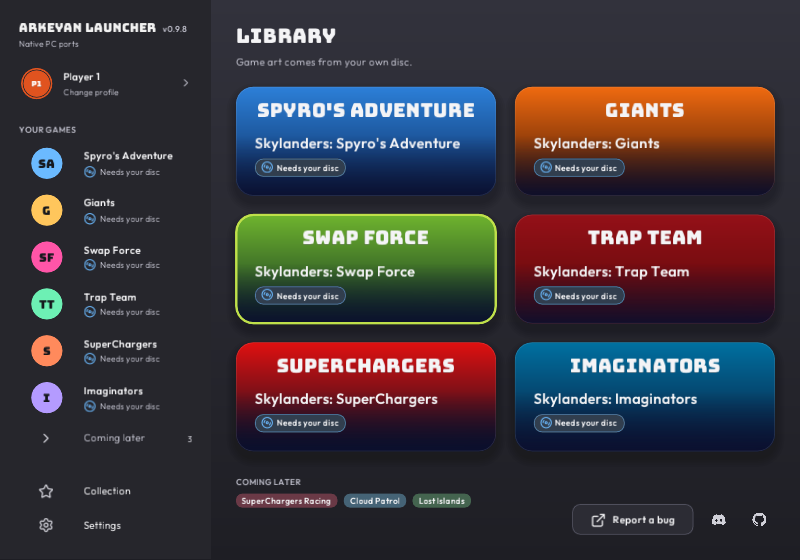 ARKEYAN LAUNCHER v0.9.8
Native PC ports
P1
Player 1
Change profile
YOUR GAMES
SA
Spyro's Adventure
Needs your disc
G
Giants
Needs your disc
SF
Swap Force
Needs your disc
TT
Trap Team
Needs your disc
S
SuperChargers
Needs your disc
I
Imaginators
Needs your disc
Coming later 3
Collection
Settings
LIBRARY
Game art comes from your own disc.
SPYRO'S ADVENTURE
Skylanders: Spyro's Adventure
Needs your disc
GIANTS
Skylanders: Giants
Needs your disc
SWAP FORCE
Skylanders: Swap Force
Needs your disc
TRAP TEAM
Skylanders: Trap Team
Needs your disc
SUPERCHARGERS
Skylanders: SuperChargers
Needs your disc
IMAGINATORS
Skylanders: Imaginators
Needs your disc
COMING LATER
SuperChargers Racing Cloud Patrol Lost Islands
Report a bug